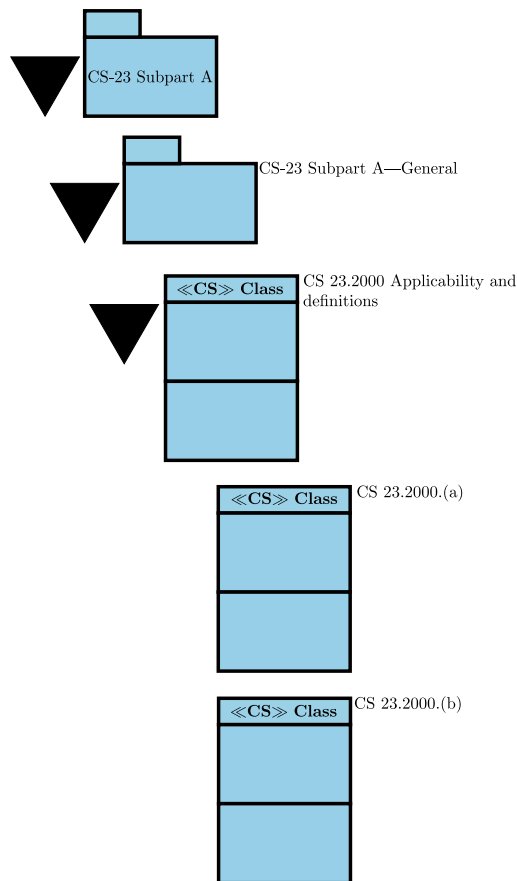 CS-23 Subpart A
CS-23 Subpart A—General
≪CS≫ Class
CS 23.2000 Applicability and
definitions
≪CS≫ Class
CS 23.2000.(a)
≪CS≫ Class
CS 23.2000.(b)